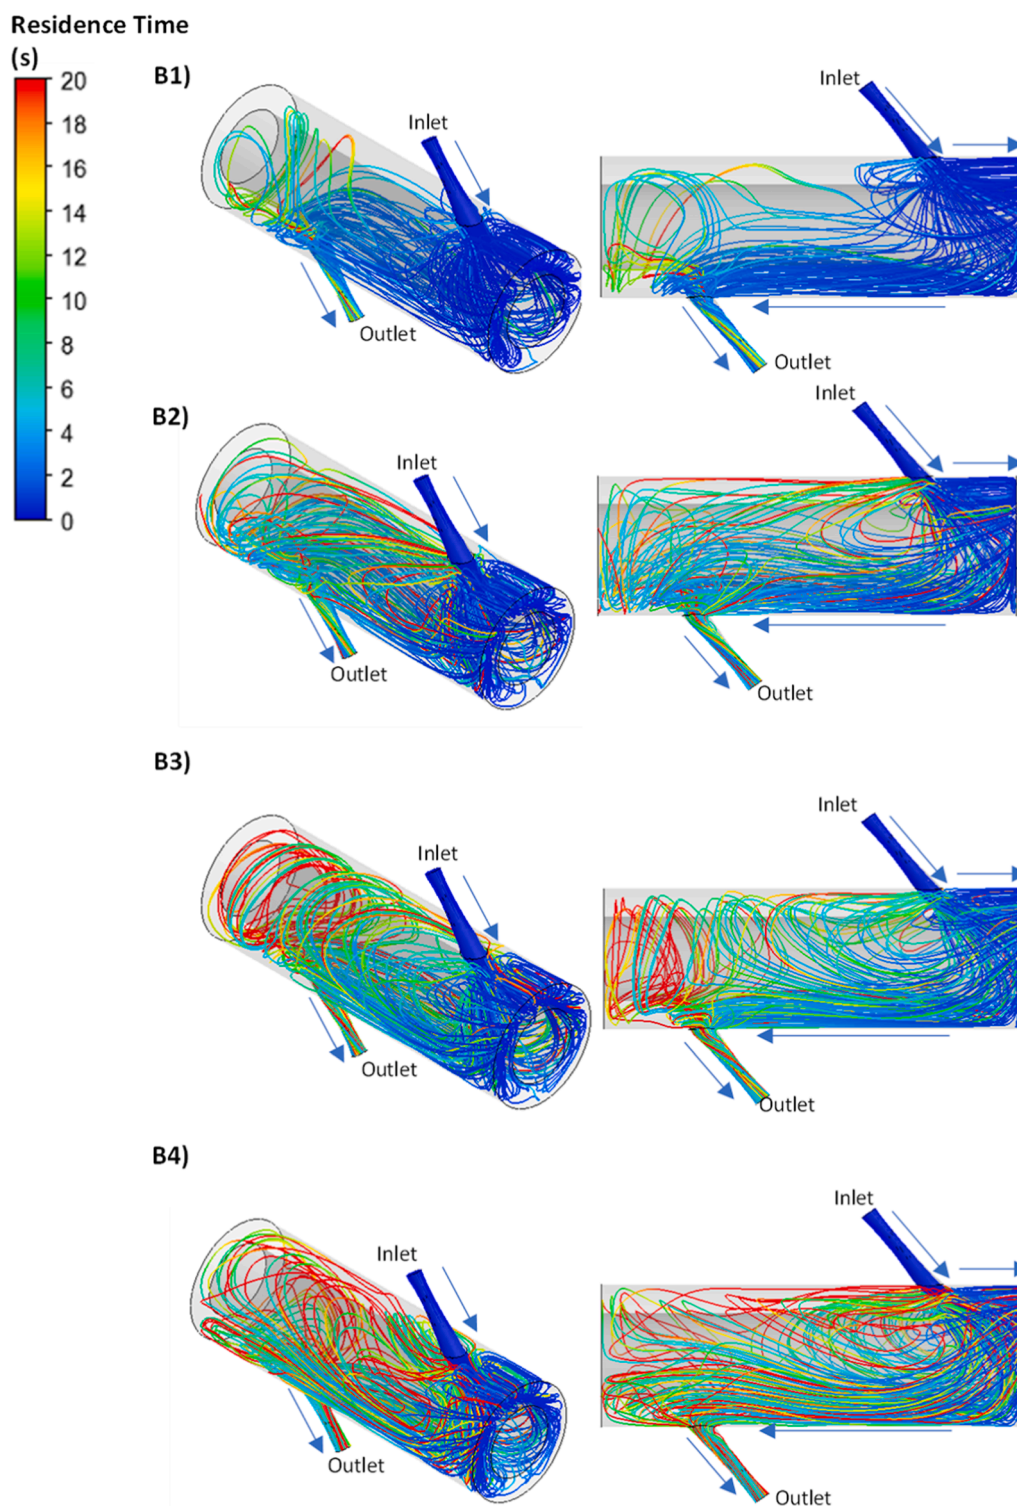 Residence Time
(s)
20
18
16
14
12
10
8
6
4
2
0
B1)
Inlet
Outlet
Inlet
Outlet
B2)
Inlet
Outlet
Inlet
Outlet
B3)
Inlet
Outlet
Inlet
Outlet
B4)
Inlet
Outlet
Inlet
Outlet